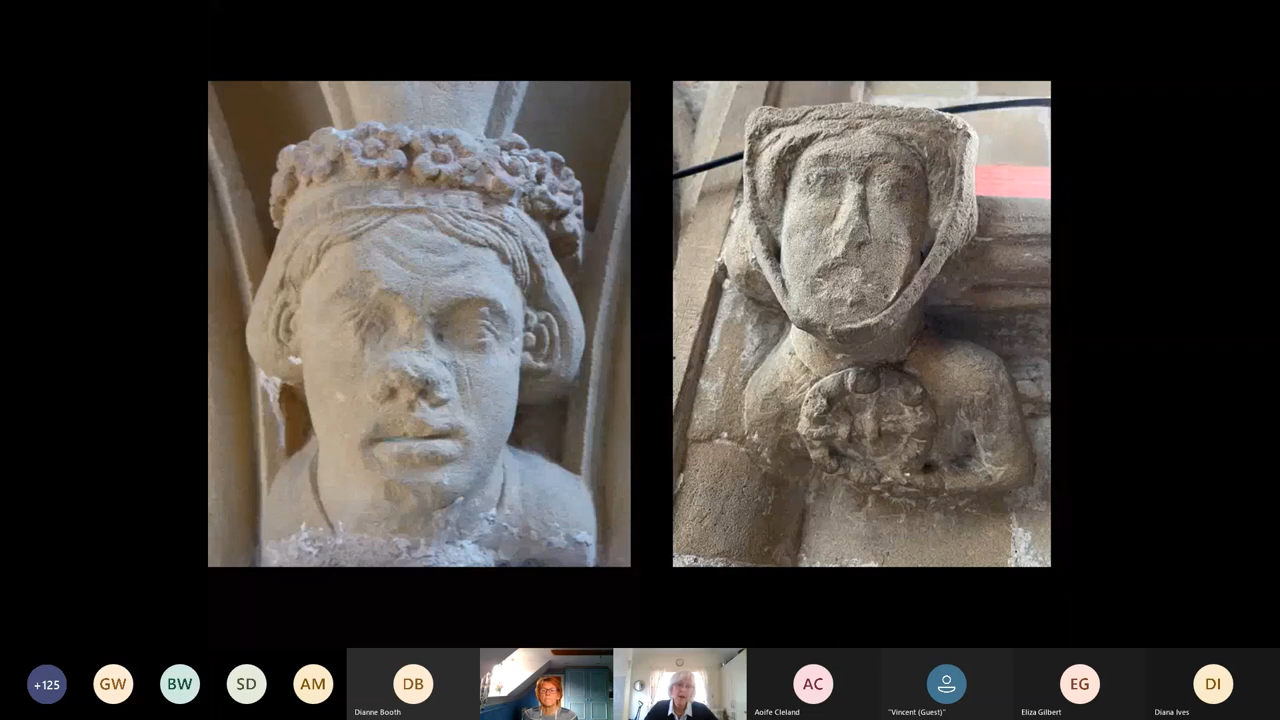 +125
GW
BW
SD
AM
DB
Dianne Booth
AC
Aoife Cleland
"Vincent (Guest)"
EG
Eliza Gilbert
DI
Diana Ives